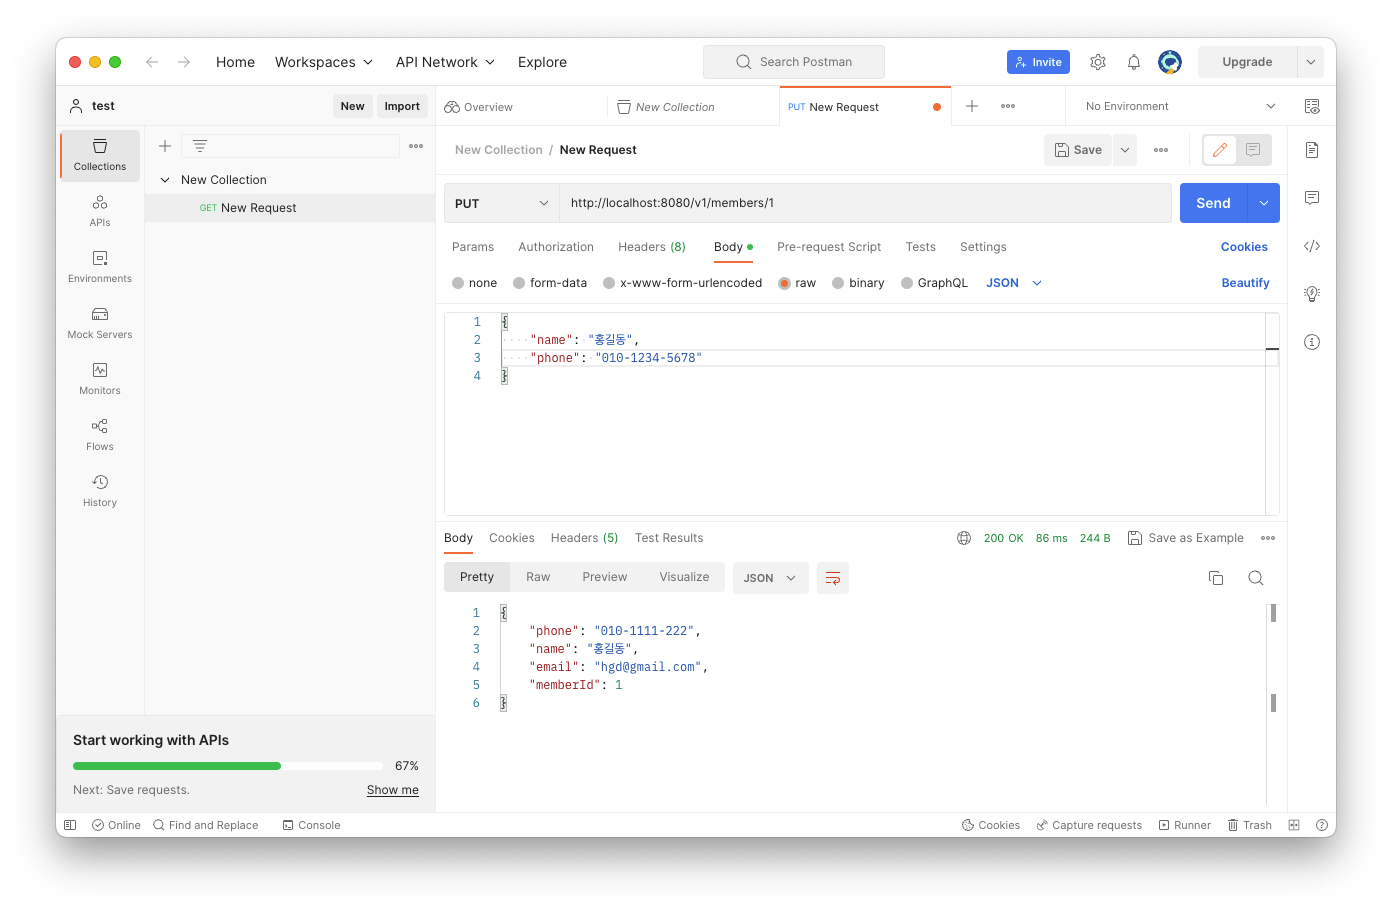 Home Workspaces API Network Explore Search Postman Invite Upgrade
test New Import Overview New Collection PUT New Request No Environment
Collections
APIs
Environments
Mock Servers
Monitors
Flows
History
New Collection
GET New Request
New Collection / New Request Save
PUT http://localhost:8080/v1/members/1 Send
Params Authorization Headers (8) Body Pre-request Script Tests Settings Cookies
none form-data x-www-form-urlencoded raw binary GraphQL JSON Beautify
1 {
2 "name": "홍길동",
3 "phone": "010-1234-5678"
4 }
Body Cookies Headers (5) Test Results 200 OK 86 ms 244 B Save as Example
Pretty Raw Preview Visualize JSON
1 {
2 "phone": "010-1111-222",
3 "name": "홍길동",
4 "email": "hgd@gmail.com",
5 "memberId": 1
6 }
Start working with APIs
67%
Next: Save requests. Show me
Online Find and Replace Console Cookies Capture requests Runner Trash